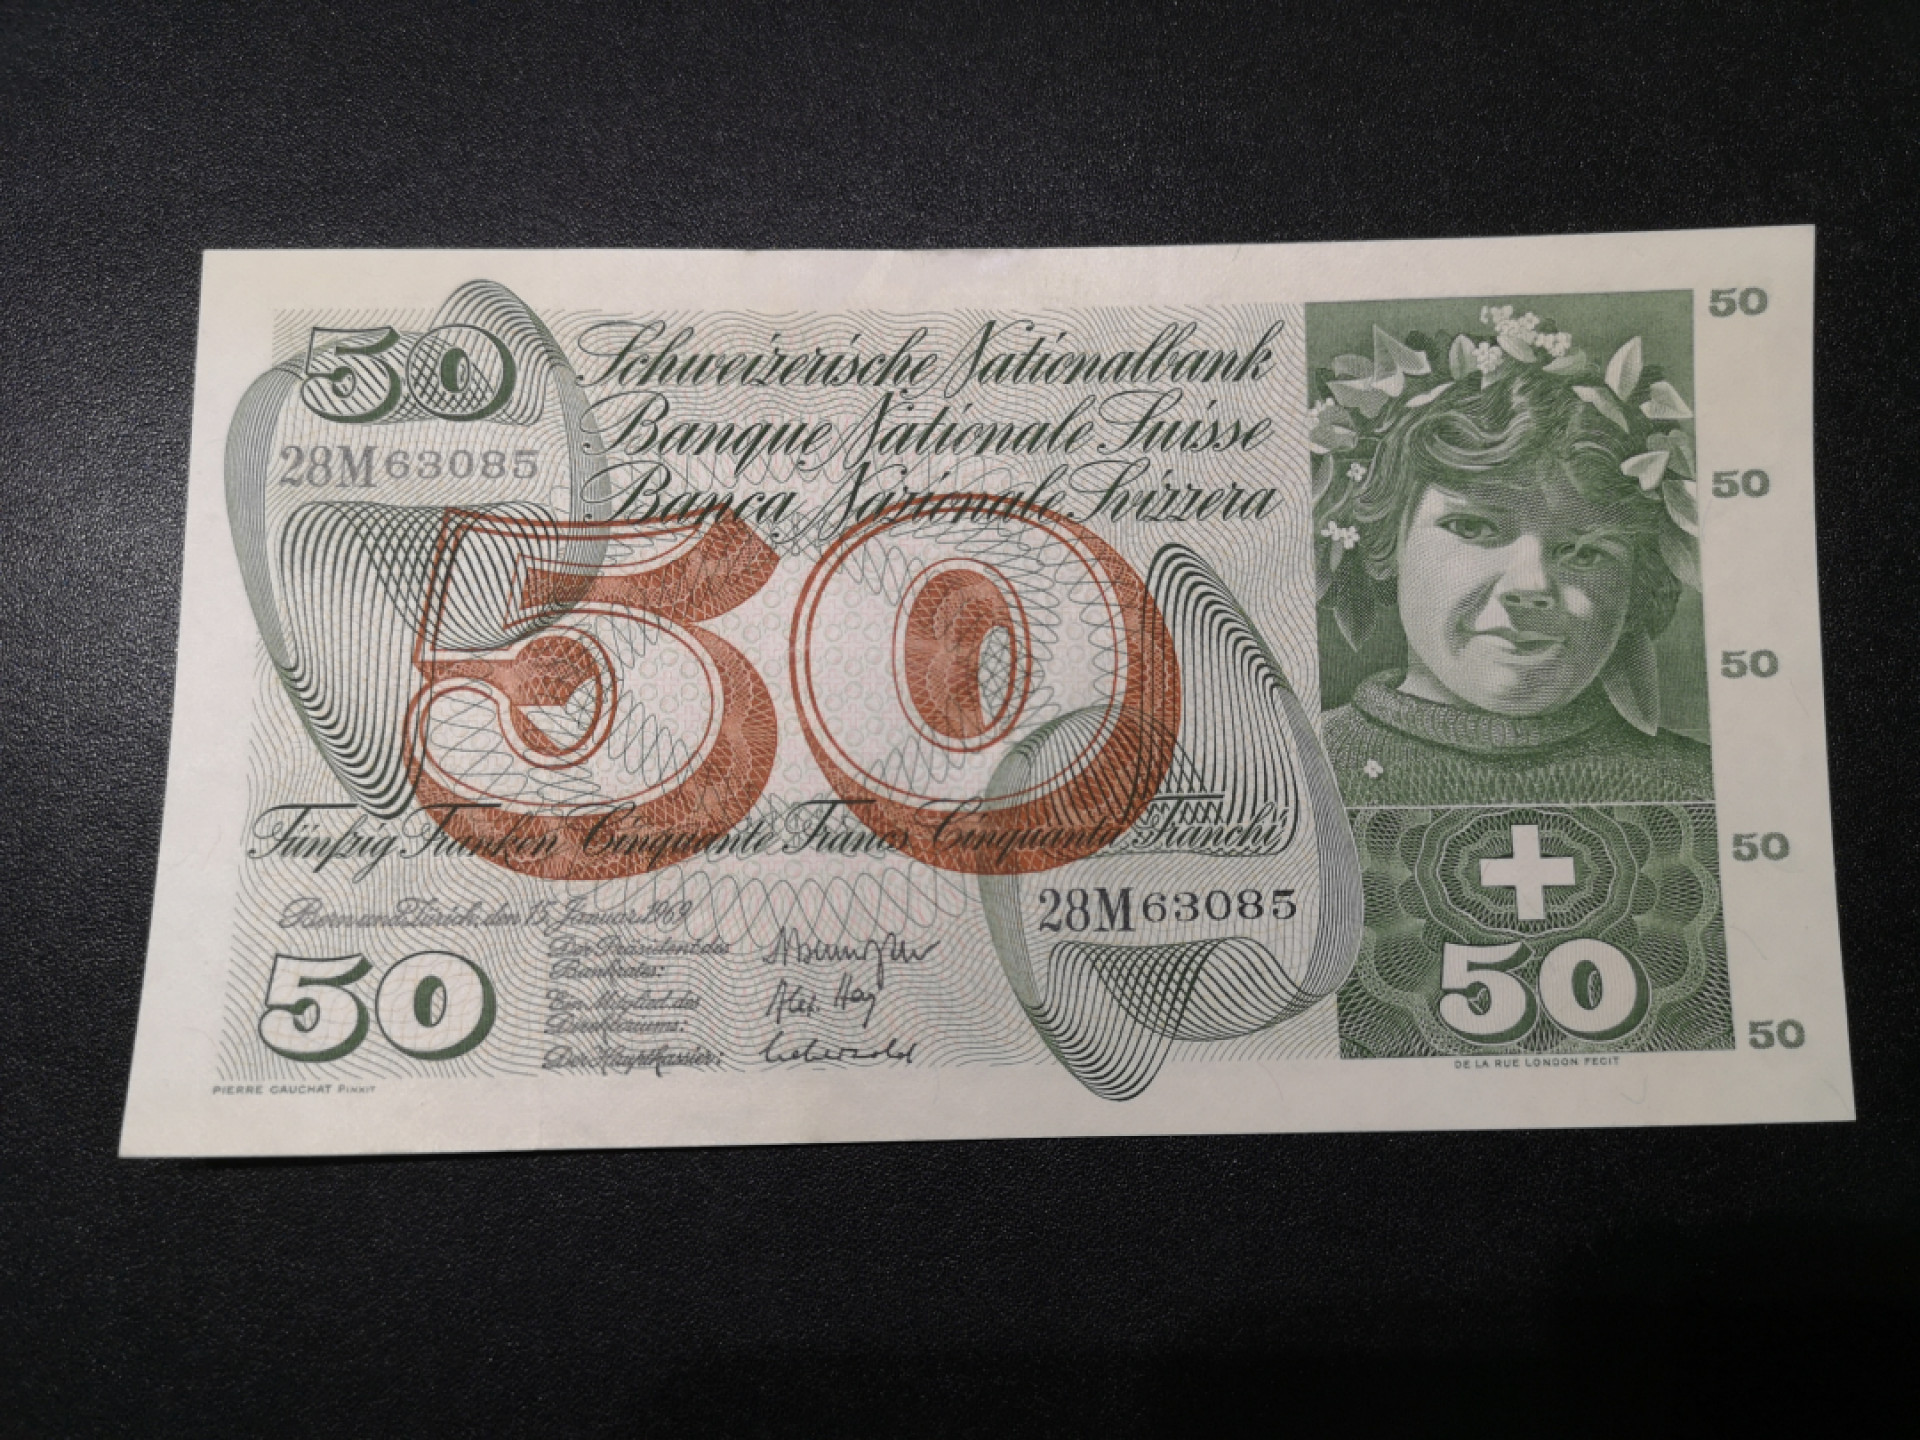 50
50
Schweizerische Nationalbank
Banque Nationale Suisse
28M63085
50
Banca Nazionale Svizzera
50
50
Fünfzig Franken Cinquante Francs Cinquanta Franchi
50
28M63085
Bern und Zürich, den 15. Januar 1969
Der Präsident des
Bankrates:
50
50
Ein Mitglied des
Direktoriums:
Alex. Hay
50
Der Hauptkassier:
PIERRE GAUCHAT PINXIT
DE LA RUE LONDON FECIT